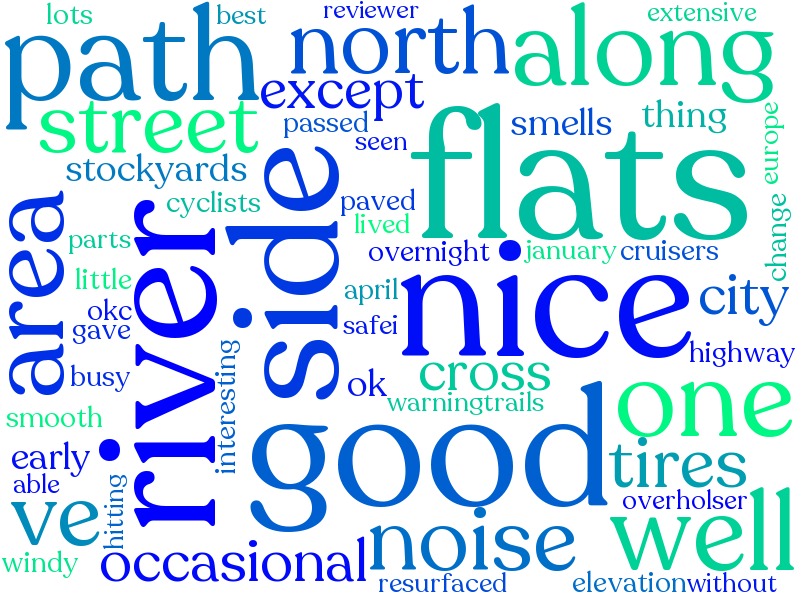 lots
best
reviewer
extensive
path
north
along
except
street
passed
seen
smells
thing
europe
flats
stockyards
cyclists
side
paved
lived
area
river
parts
overnight
january
cruisers
change
little
okc
gave
april
safei
nice
city
highway
busy
interesting
ok
cross
warningtrails
one
smooth
good
early
able
hitting
tires
overholser
ve
noise
well
windy
occasional
resurfaced
elevation
without